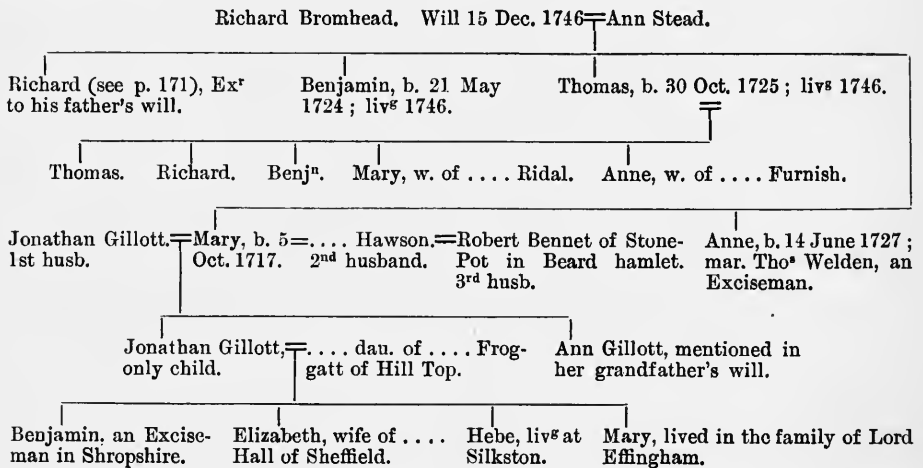 Richard Bromhead. Will 15 Dec. 1746=Ann Stead.
Richard (see p. 171), Exr
to his father's will.
Benjamin, b. 21 May
1724 ; livg 1746.
Thomas, b. 30 Oct. 1725 ; livg 1746.
=
Thomas. Richard. Benjn. Mary, w. of .... Ridal. Anne, w. of .... Furnish.
Jonathan Gillott.=
1st husb.
Mary, b. 5=
Oct. 1717.
.... Hawson.=
2nd husband.
Robert Bennet of Stone-
Pot in Beard hamlet.
3rd husb.
Anne, b. 14 June 1727 ;
mar. Thos Welden, an
Exciseman.
Jonathan Gillott,=
only child.
.... dau. of .... Frog-
gatt of Hill Top.
Ann Gillott, mentioned in
her grandfather's will.
Benjamin, an Excise-
man in Shropshire.
Elizabeth, wife of ....
Hall of Sheffield.
Hebe, livg at
Silkston.
Mary, lived in the family of Lord
Effingham.